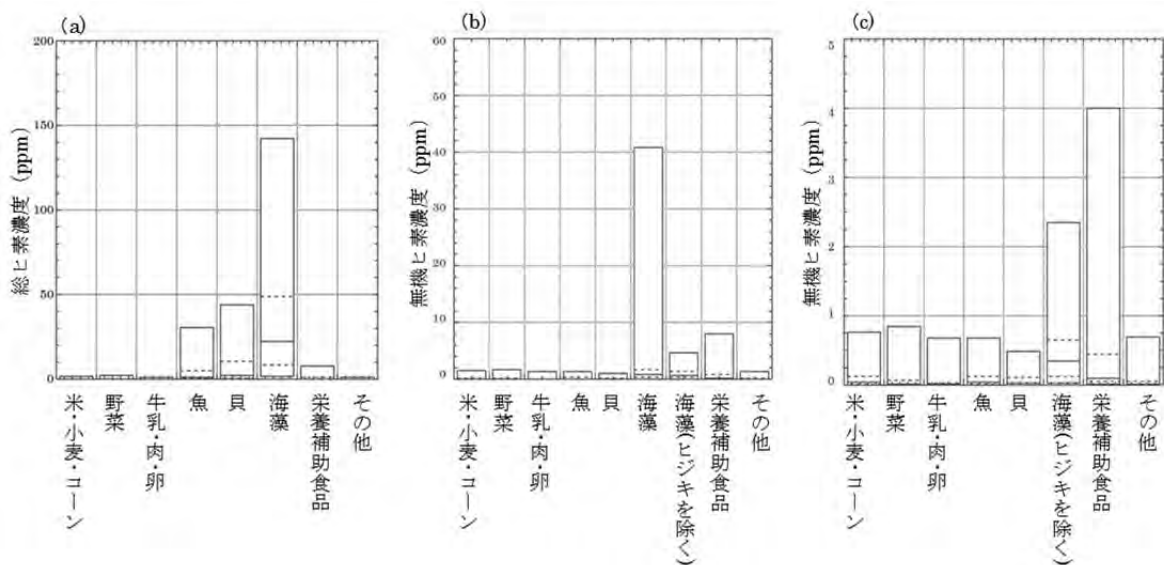 (a)
総ヒ素濃度 (ppm)
200
150
100
50
0
米・小麦・コーン
野菜
牛乳・肉・卵
魚
貝
海藻
栄養補助食品
その他
(b)
無機ヒ素濃度 (ppm)
60
50
40
30
20
10
0
米・小麦・コーン
野菜
牛乳・肉・卵
魚
貝
海藻
海藻(ヒジキを除く)
栄養補助食品
その他
(c)
無機ヒ素濃度 (ppm)
5
4
3
2
1
0
米・小麦・コーン
野菜
牛乳・肉・卵
魚
貝
海藻(ヒジキを除く)
栄養補助食品
その他